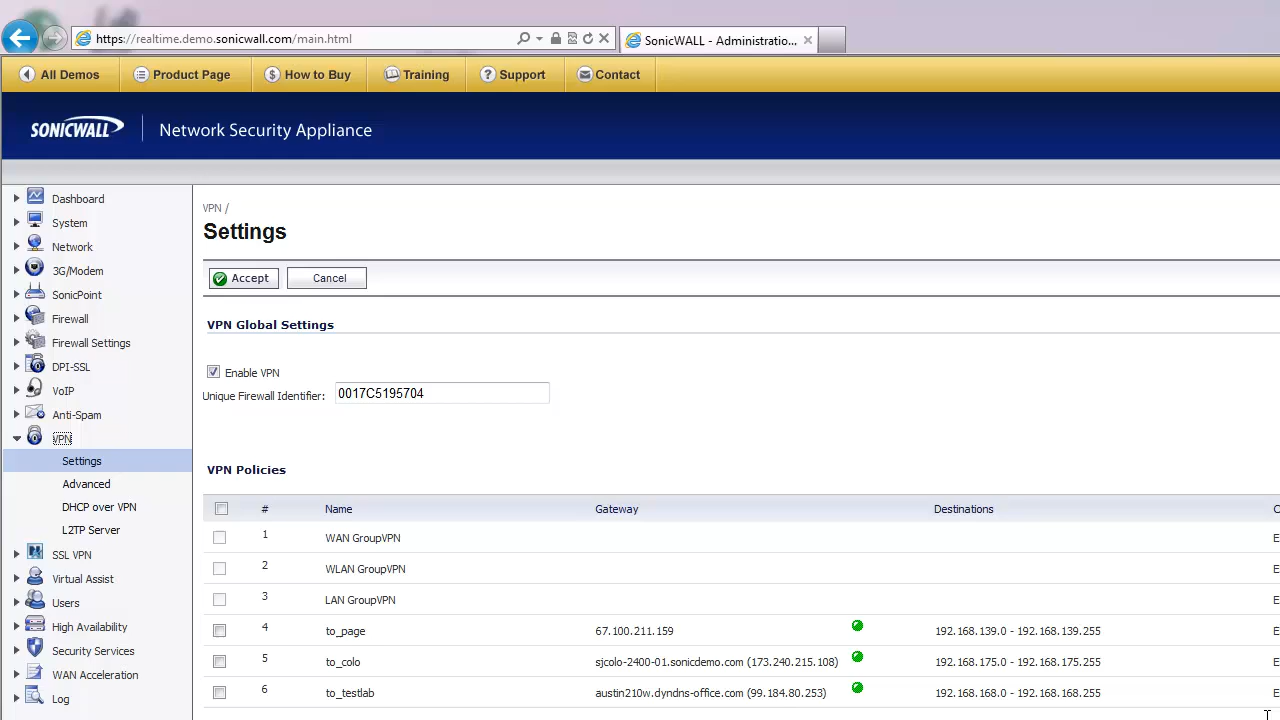 https://realtime.demo.sonicwall.com/main.html
SonicWALL - Administratio...
All Demos
Product Page
How to Buy
Training
Support
Contact
SONICWALL
Network Security Appliance
Dashboard
System
Network
3G/Modem
SonicPoint
Firewall
Firewall Settings
DPI-SSL
VoIP
Anti-Spam
VPN
Settings
Advanced
DHCP over VPN
L2TP Server
SSL VPN
Virtual Assist
Users
High Availability
Security Services
WAN Acceleration
Log
VPN /
Settings
Accept
Cancel
VPN Global Settings
Enable VPN
Unique Firewall Identifier: 0017C5195704
VPN Policies
# Name Gateway Destinations
1 WAN GroupVPN
2 WLAN GroupVPN
3 LAN GroupVPN
4 to_page 67.100.211.159 192.168.139.0 - 192.168.139.255
5 to_colo sjcolo-2400-01.sonicdemo.com (173.240.215.108) 192.168.175.0 - 192.168.175.255
6 to_testlab austin210w.dyndns-office.com (99.184.80.253) 192.168.168.0 - 192.168.168.255